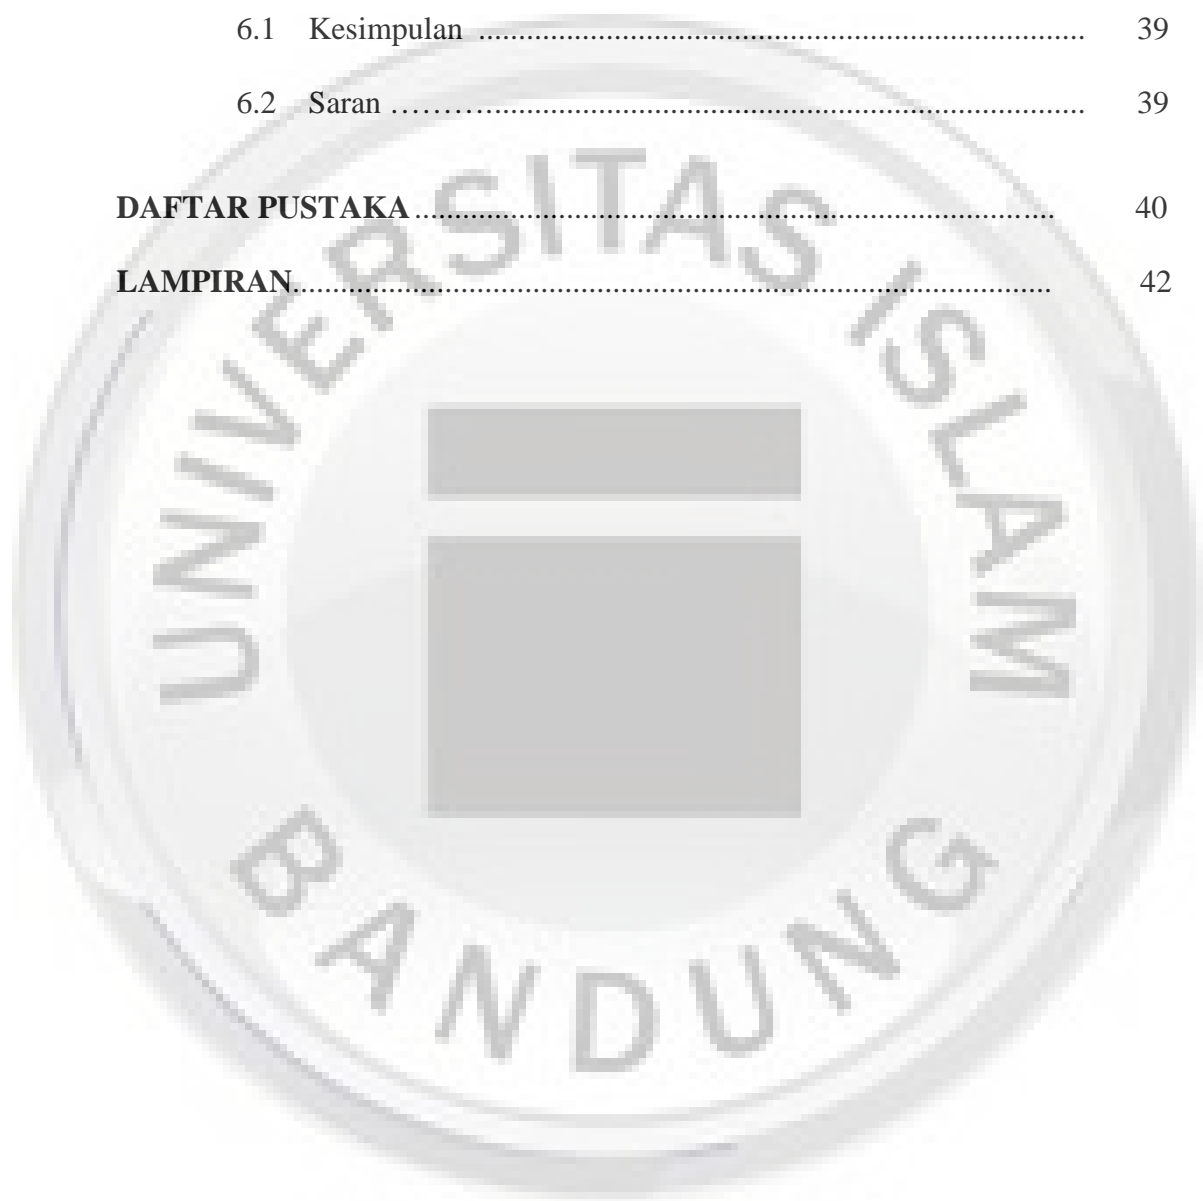 6.1 Kesimpulan ........................................................................... 39
6.2 Saran ……….......................................................................... 39
DAFTAR PUSTAKA ............................................................................... 40
LAMPIRAN.............................................................................................. 42
UNIVERSITAS ISLAM
BANDUNG